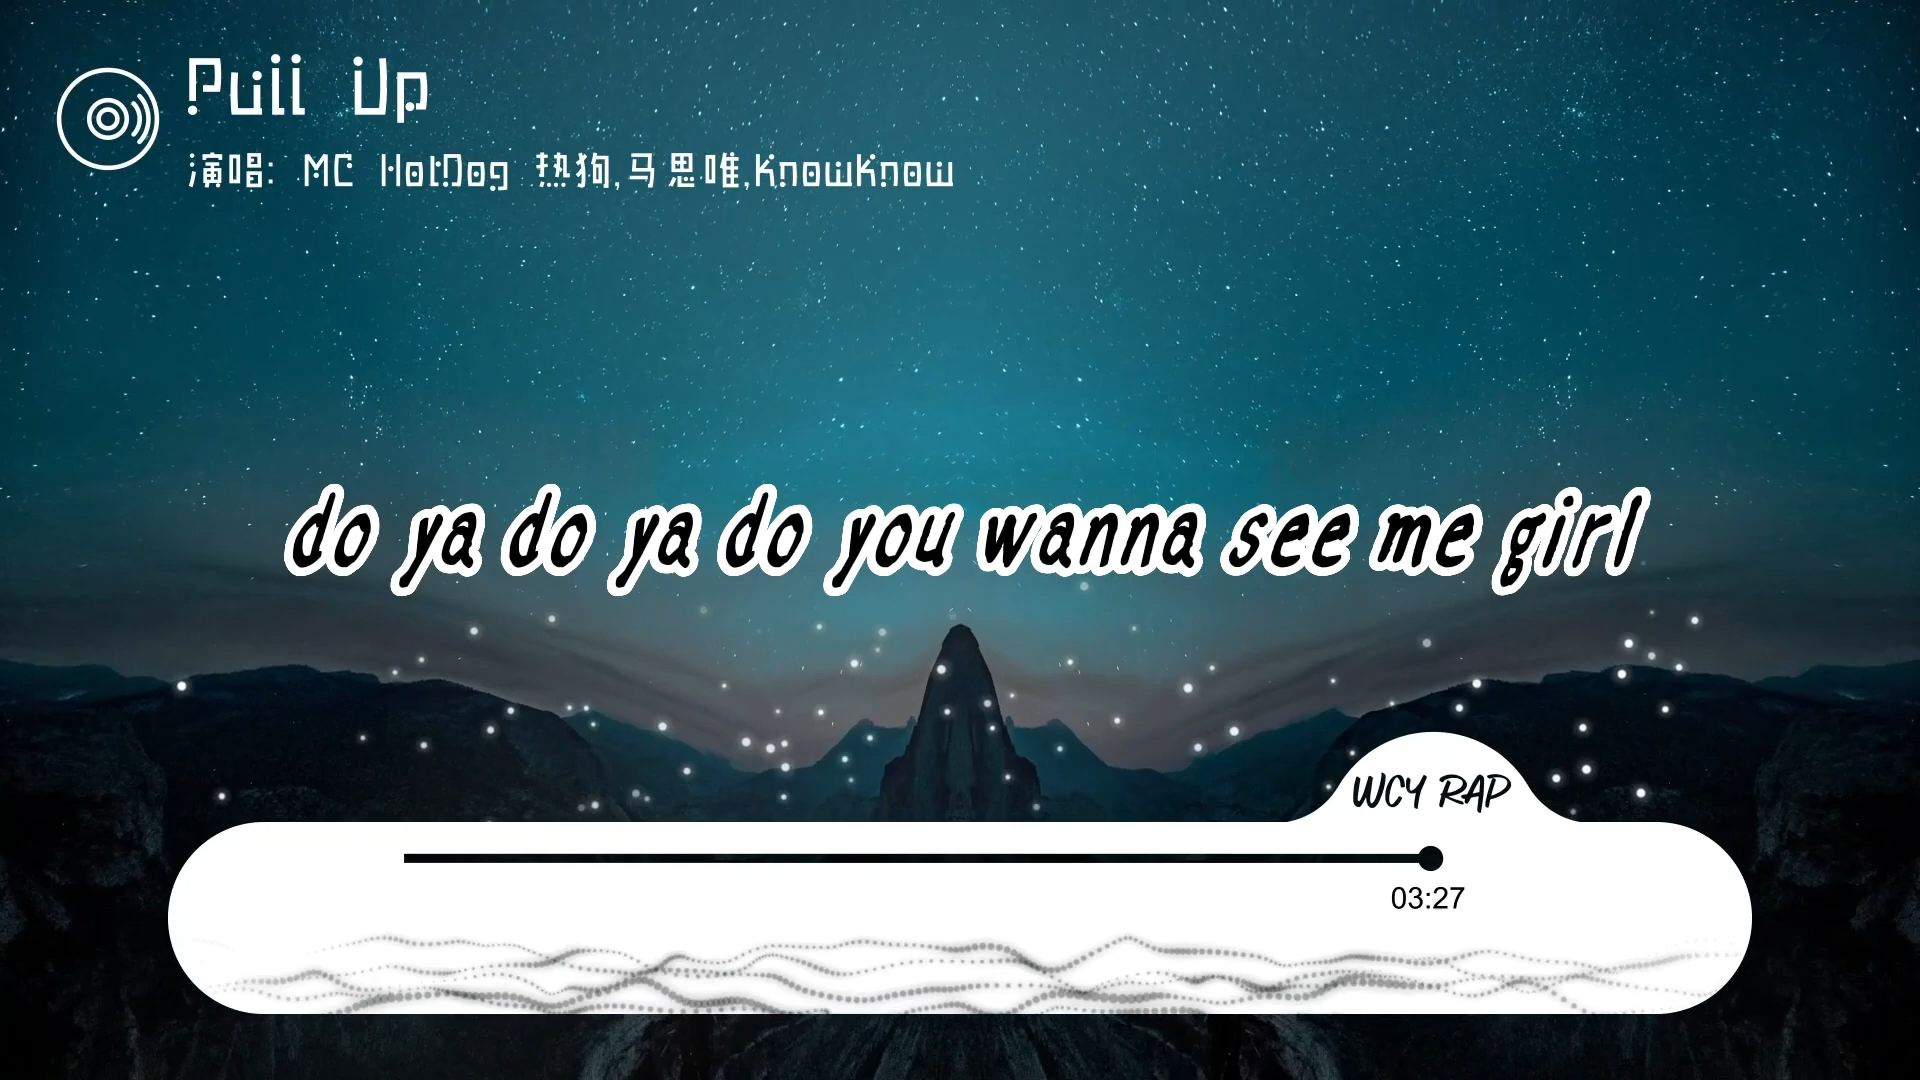 Pull Up
演唱: MC HotDog 热狗,马思唯,KnowKnow
do ya do ya do you wanna see me girl
WCY RAP
03:27